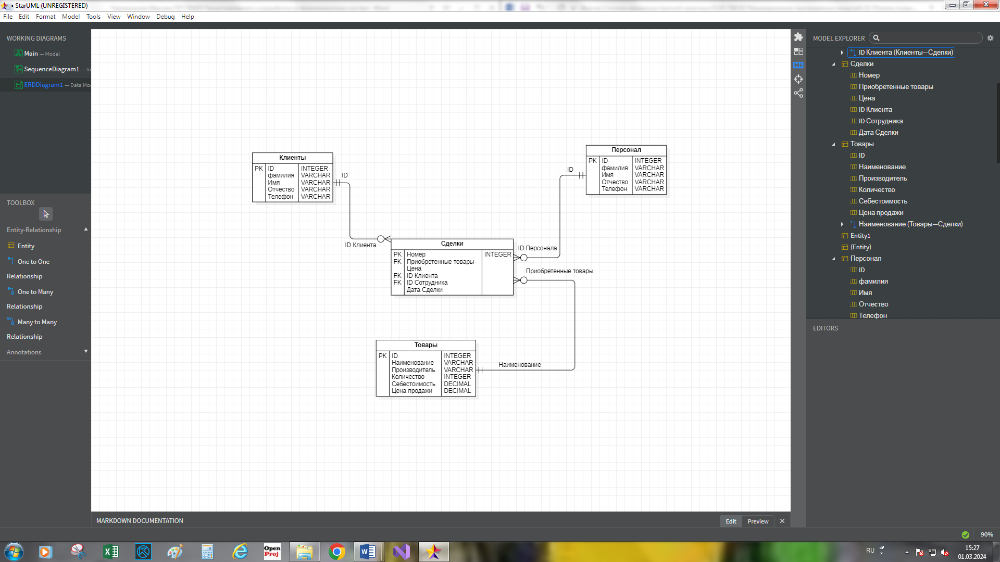 • StarUML (UNREGISTERED)
File Edit Format Model Tools View Window Debug Help
WORKING DIAGRAMS
Main — Model
SequenceDiagram1 — In
ERDDiagram1 — Data Mo
TOOLBOX
Entity-Relationship
Entity
One to One
Relationship
One to Many
Relationship
Many to Many
Relationship
Annotations
Клиенты
PK ID INTEGER
фамилия VARCHAR
Имя VARCHAR
Отчество VARCHAR
Телефон VARCHAR
ID
ID Клиента
Персонал
PK ID INTEGER
фамилия VARCHAR
Имя VARCHAR
Отчество VARCHAR
Телефон VARCHAR
ID
ID Персонала
Сделки
PK Номер INTEGER
FK Приобретенные товары
Цена
FK ID Клиента
FK ID Сотрудника
Дата Сделки
Приобретенные товары
Товары
PK ID INTEGER
Наименование VARCHAR
Производитель VARCHAR
Количество INTEGER
Себестоимость DECIMAL
Цена продажи DECIMAL
Наименование
MARKDOWN DOCUMENTATION
Edit Preview
MODEL EXPLORER
ID Клиента (Клиенты—Сделки)
Сделки
Номер
Приобретенные товары
Цена
ID Клиента
ID Сотрудника
Дата Сделки
Товары
ID
Наименование
Производитель
Количество
Себестоимость
Цена продажи
Наименование (Товары—Сделки)
Entity1
(Entity)
Персонал
ID
фамилия
Имя
Отчество
Телефон
EDITORS
90%
Open
Proj
RU
15:27
01.03.2024